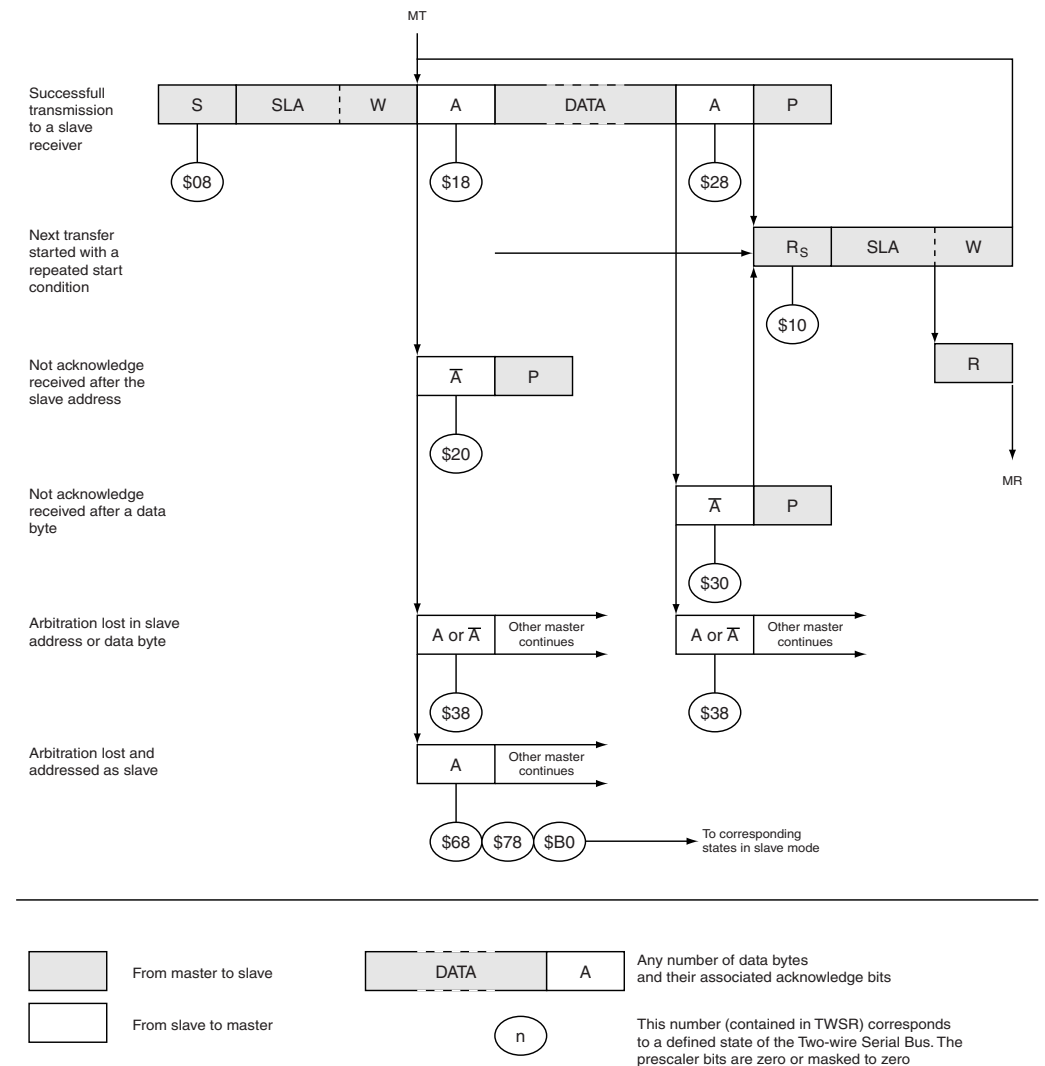 MT
Successfull
transmission
to a slave
receiver
S SLA W A DATA A P
$08 $18 $28
Next transfer
started with a
repeated start
condition
RS SLA W
$10
Not acknowledge
received after the
slave address
A̅ P
R
$20
MR
Not acknowledge
received after a data
byte
A̅ P
$30
Arbitration lost in slave
address or data byte
A or A̅ Other master
continues
A or A̅ Other master
continues
$38 $38
Arbitration lost and
addressed as slave
A Other master
continues
$68 $78 $B0
To corresponding
states in slave mode
From master to slave
DATA A
Any number of data bytes
and their associated acknowledge bits
From slave to master
n
This number (contained in TWSR) corresponds
to a defined state of the Two-wire Serial Bus. The
prescaler bits are zero or masked to zero